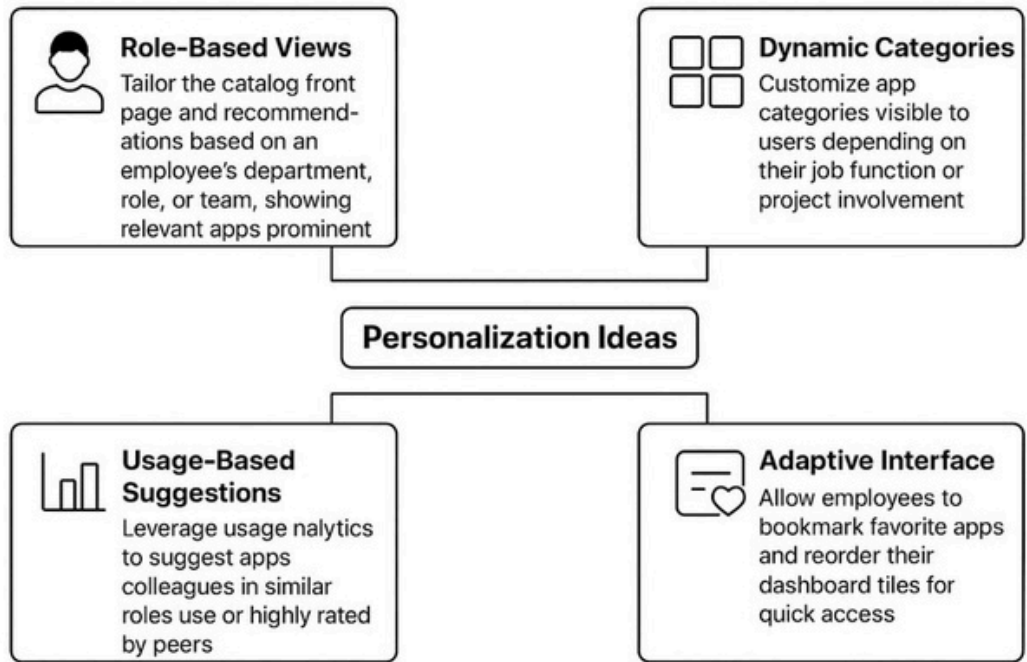 Role-Based Views
Tailor the catalog front
page and recommend-
ations based on an
employee's department,
role, or team, showing
relevant apps prominent
Dynamic Categories
Customize app
categories visible to
users depending on
their job function or
project involvement
Personalization Ideas
Usage-Based
Suggestions
Leverage usage nalytics
to suggest apps
colleagues in similar
roles use or highly rated
by peers
Adaptive Interface
Allow employees to
bookmark favorite apps
and reorder their
dashboard tiles for
quick access